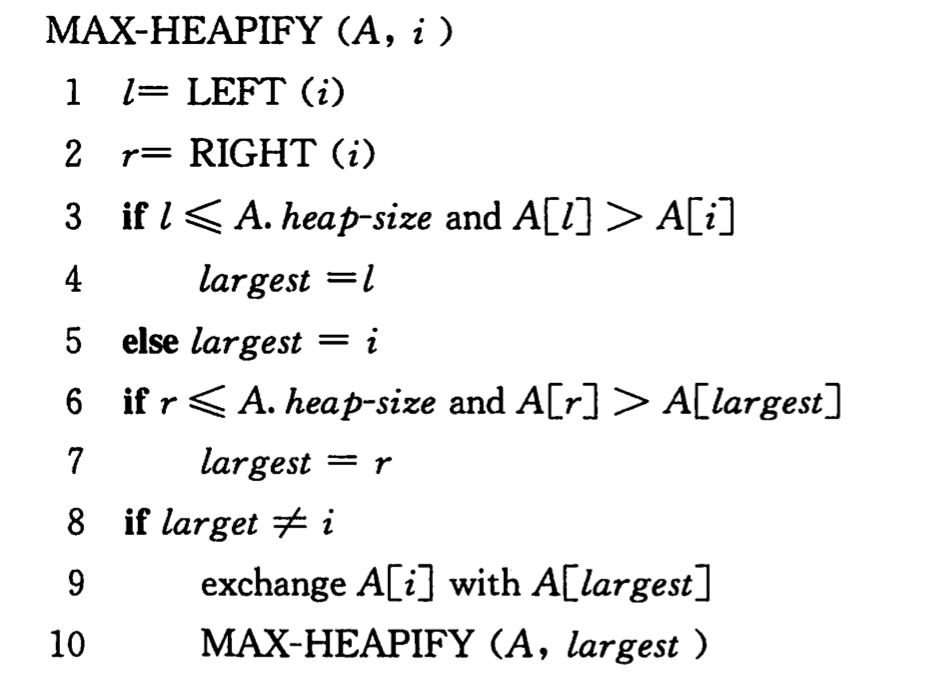 MAX-HEAPIFY (A, i )
1 l= LEFT (i)
2 r= RIGHT (i)
3 if l ⩽ A. heap-size and A[l] > A[i]
4 largest =l
5 else largest = i
6 if r ⩽ A. heap-size and A[r] > A[largest]
7 largest = r
8 if larget ≠ i
9 exchange A[i] with A[largest]
10 MAX-HEAPIFY (A, largest )